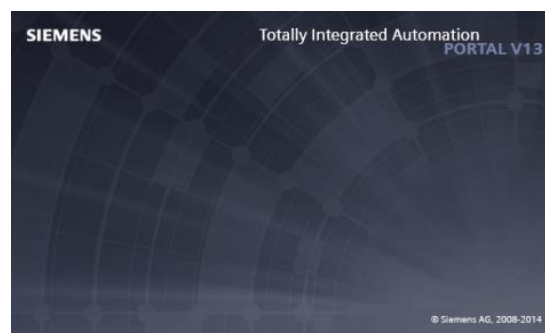 SIEMENS
Totally Integrated Automation
PORTAL V13
© Siemens AG, 2008-2014